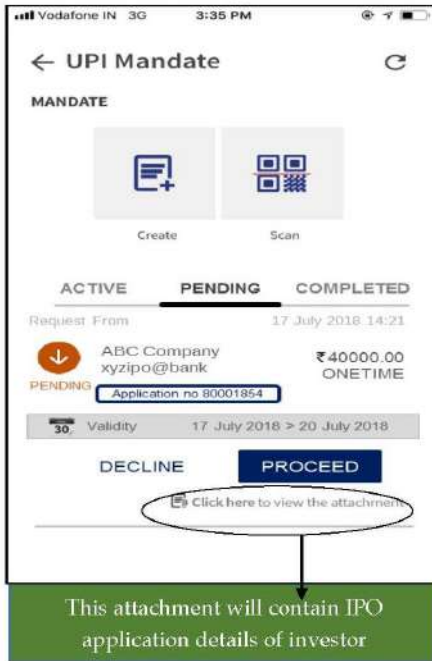 Vodafone IN 3G 3:35 PM
← UPI Mandate
MANDATE
Create Scan
ACTIVE PENDING COMPLETED
Request From 17 July 2018 14:21
ABC Company ₹40000.00
xyzipo@bank ONETIME
PENDING
Application no 80001854
30 Validity 17 July 2018 > 20 July 2018
DECLINE PROCEED
Click here to view the attachment
This attachment will contain IPO
application details of investor